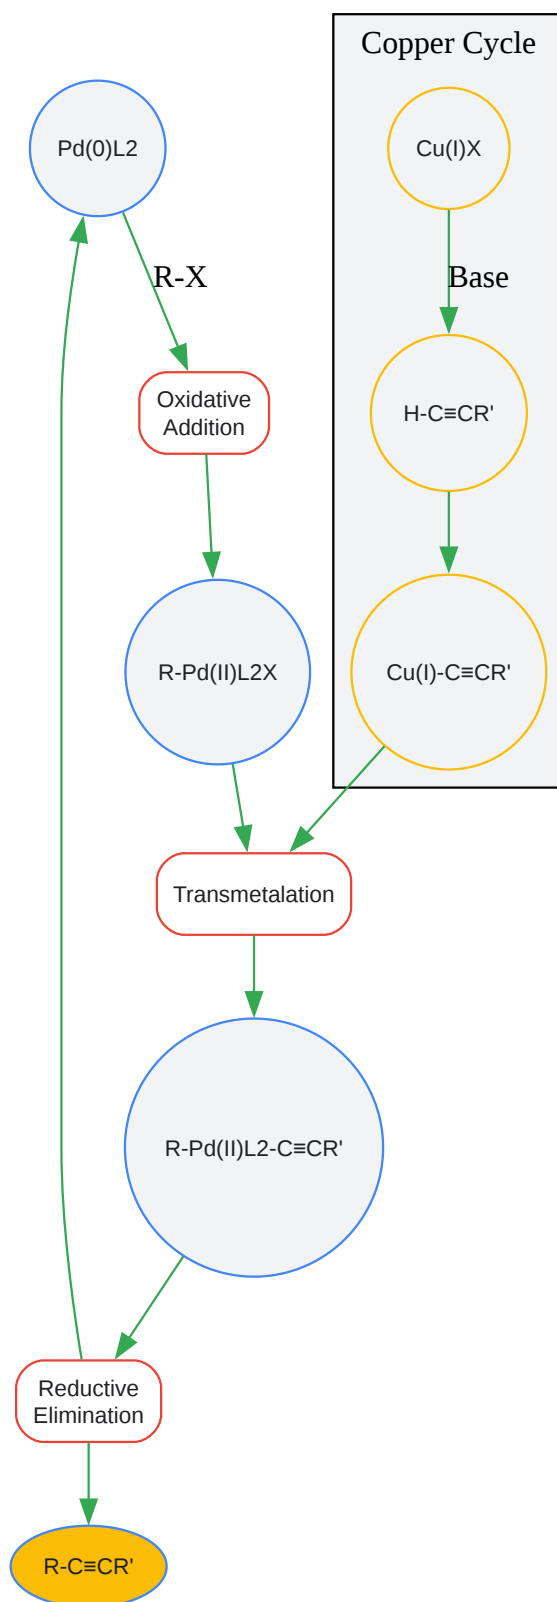 Copper Cycle
Pd(0)L2
Cu(I)X
R-X
Base
Oxidative
Addition
H-C≡CR'
R-Pd(II)L2X
Cu(I)-C≡CR'
Transmetalation
R-Pd(II)L2-C≡CR'
Reductive
Elimination
R-C≡CR'